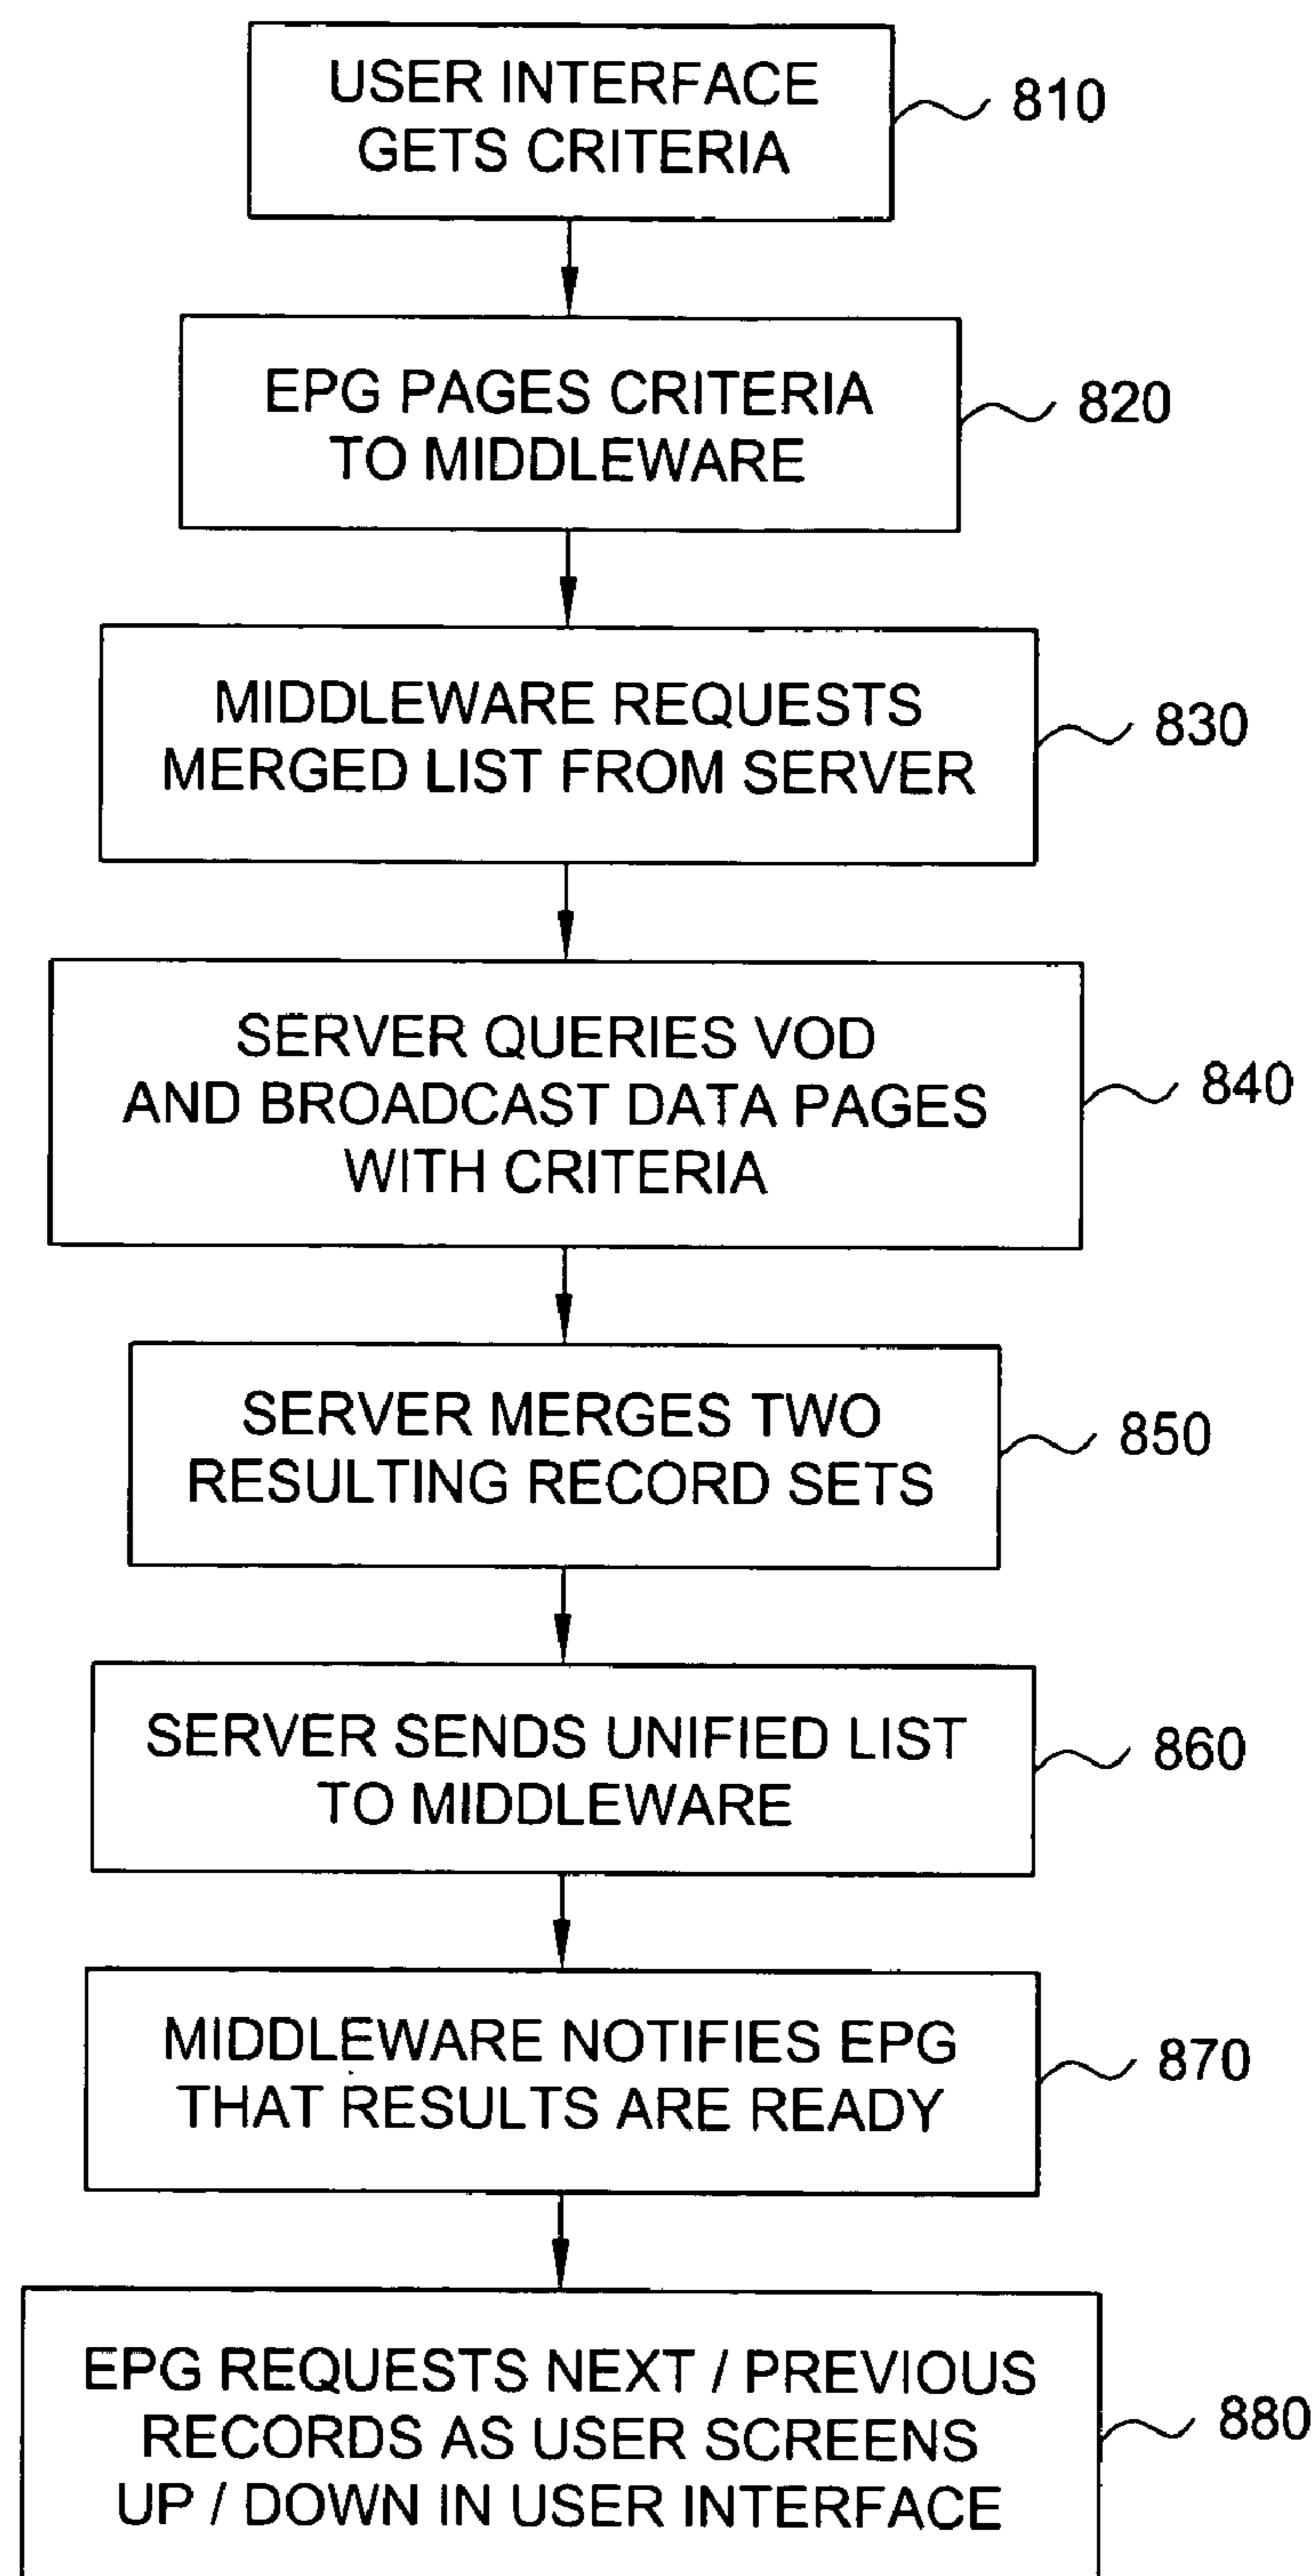 USER INTERFACE
GETS CRITERIA
810
EPG PAGES CRITERIA
TO MIDDLEWARE
820
MIDDLEWARE REQUESTS
MERGED LIST FROM SERVER
830
SERVER QUERIES VOD
AND BROADCAST DATA PAGES
WITH CRITERIA
840
SERVER MERGES TWO
RESULTING RECORD SETS
850
SERVER SENDS UNIFIED LIST
TO MIDDLEWARE
860
MIDDLEWARE NOTIFIES EPG
THAT RESULTS ARE READY
870
EPG REQUESTS NEXT / PREVIOUS
RECORDS AS USER SCREENS
UP / DOWN IN USER INTERFACE
880